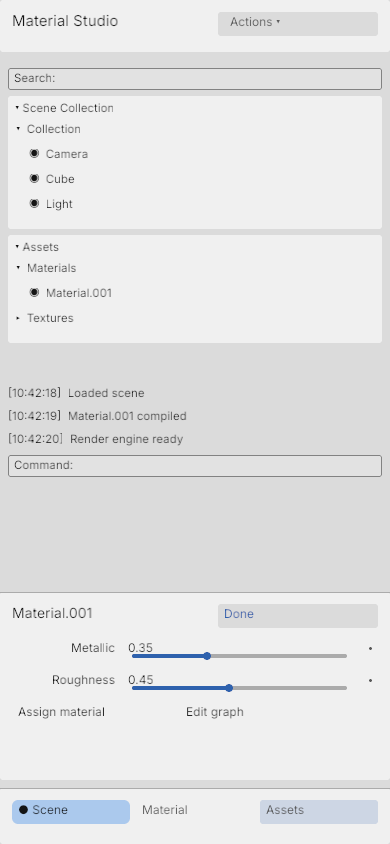 Material Studio
Actions
Search:
Scene Collection
Collection
Camera
Cube
Light
Assets
Materials
Material.001
Textures
[10:42:18] Loaded scene
[10:42:19] Material.001 compiled
[10:42:20] Render engine ready
Command:
Material.001 Done
Metallic 0.35
Roughness 0.45
Assign material Edit graph
Scene Material Assets